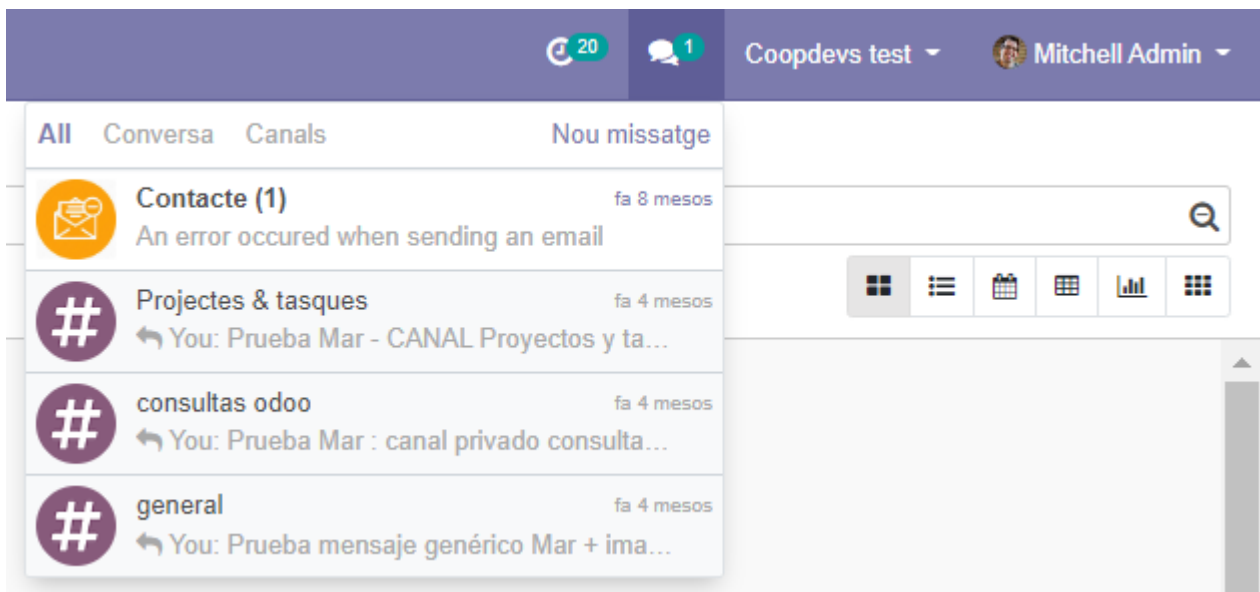 20
1
Coopdevs test
Mitchell Admin
All Conversa Canals Nou missatge
Contacte (1) fa 8 mesos
An error occured when sending an email
Projectes & tasques fa 4 mesos
You: Prueba Mar - CANAL Proyectos y ta...
consultas odoo fa 4 mesos
You: Prueba Mar : canal privado consulta...
general fa 4 mesos
You: Prueba mensaje genérico Mar + ima...